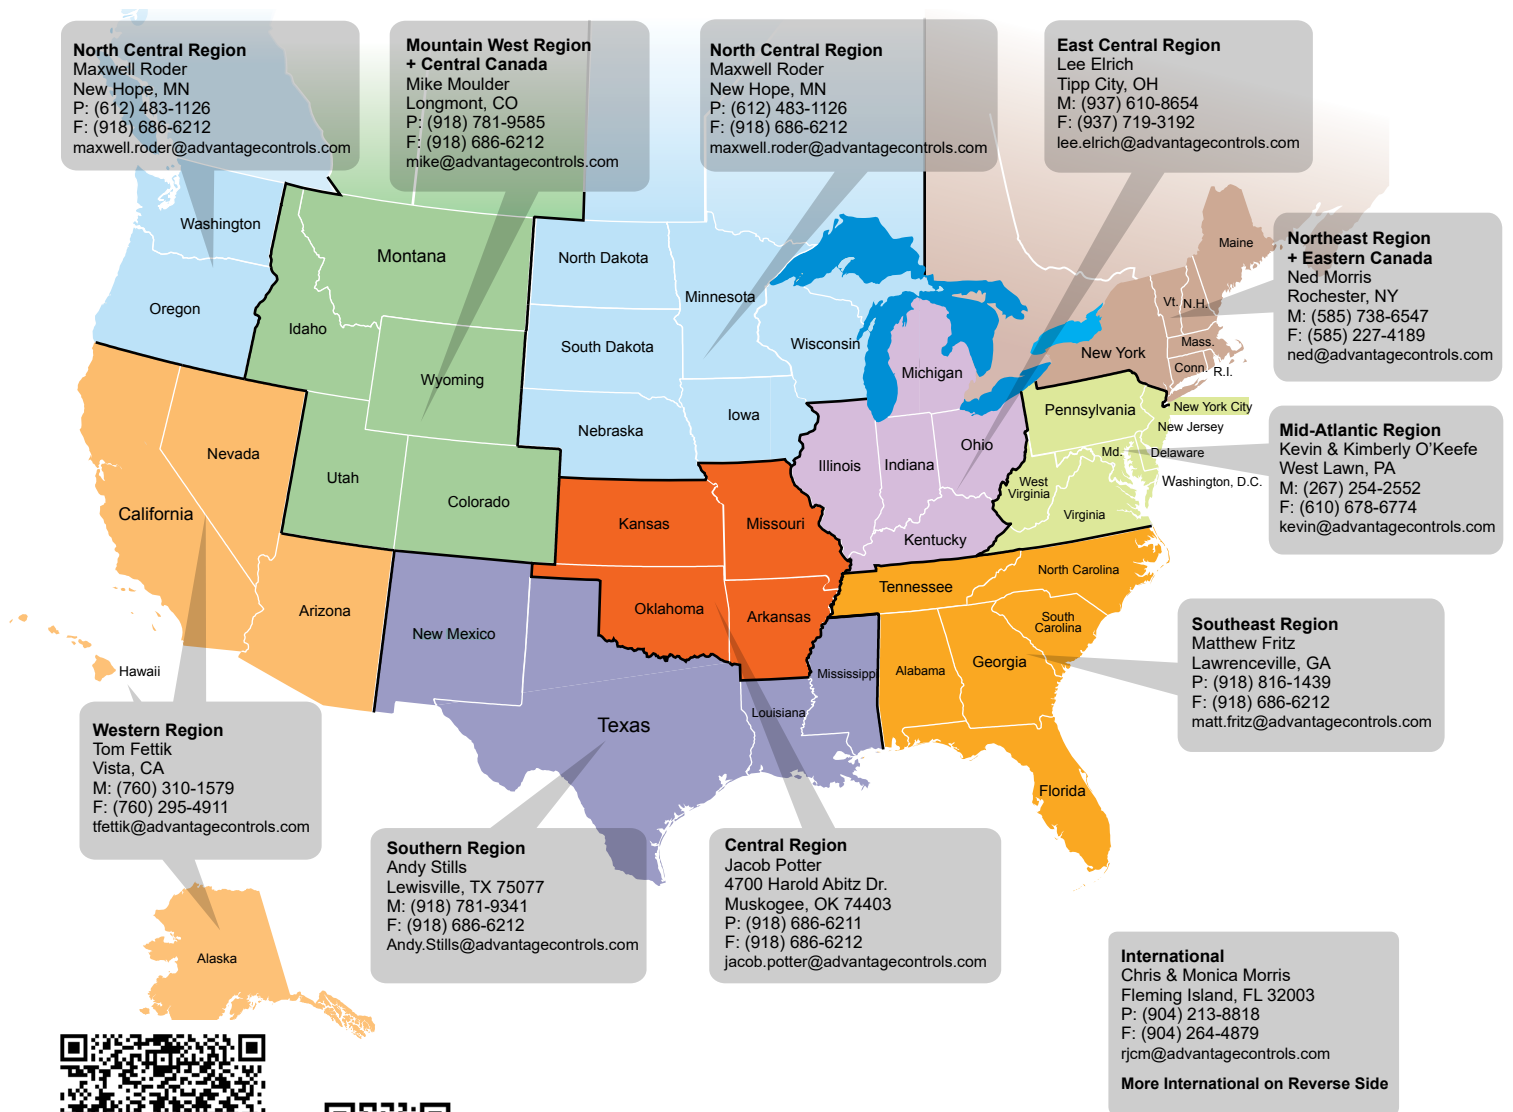 North Central Region
Maxwell Roder
New Hope, MN
P: (612) 483-1126
F: (918) 686-6212
maxwell.roder@advantagecontrols.com
Mountain West Region
+ Central Canada
Mike Moulder
Longmont, CO
P: (918) 781-9585
F: (918) 686-6212
mike@advantagecontrols.com
North Central Region
Maxwell Roder
New Hope, MN
P: (612) 483-1126
F: (918) 686-6212
maxwell.roder@advantagecontrols.com
East Central Region
Lee Elrich
Tipp City, OH
M: (937) 610-8654
F: (937) 719-3192
lee.elrich@advantagecontrols.com
Northeast Region
+ Eastern Canada
Ned Morris
Rochester, NY
M: (585) 738-6547
F: (585) 227-4189
ned@advantagecontrols.com
Mid-Atlantic Region
Kevin & Kimberly O'Keefe
West Lawn, PA
M: (267) 254-2552
F: (610) 678-6774
kevin@advantagecontrols.com
Southeast Region
Matthew Fritz
Lawrenceville, GA
P: (918) 816-1439
F: (918) 686-6212
matt.fritz@advantagecontrols.com
Western Region
Tom Fettik
Vista, CA
M: (760) 310-1579
F: (760) 295-4911
tfettik@advantagecontrols.com
Southern Region
Andy Stills
Lewisville, TX 75077
M: (918) 781-9341
F: (918) 686-6212
Andy.Stills@advantagecontrols.com
Central Region
Jacob Potter
4700 Harold Abitz Dr.
Muskogee, OK 74403
P: (918) 686-6211
F: (918) 686-6212
jacob.potter@advantagecontrols.com
International
Chris & Monica Morris
Fleming Island, FL 32003
P: (904) 213-8818
F: (904) 264-4879
rjcm@advantagecontrols.com
More International on Reverse Side
Washington
Oregon
Montana
Idaho
Wyoming
Utah
Colorado
North Dakota
South Dakota
Nebraska
Minnesota
Iowa
Wisconsin
Michigan
Illinois
Indiana
Ohio
Kentucky
Maine
Vt.
N.H.
Mass.
Conn.
R.I.
New York
Pennsylvania
New York City
New Jersey
Md.
Delaware
Washington, D.C.
West
Virginia
Virginia
California
Nevada
Arizona
Hawaii
Alaska
New Mexico
Texas
Louisiana
Mississippi
Kansas
Missouri
Oklahoma
Arkansas
Tennessee
North Carolina
South
Carolina
Alabama
Georgia
Florida